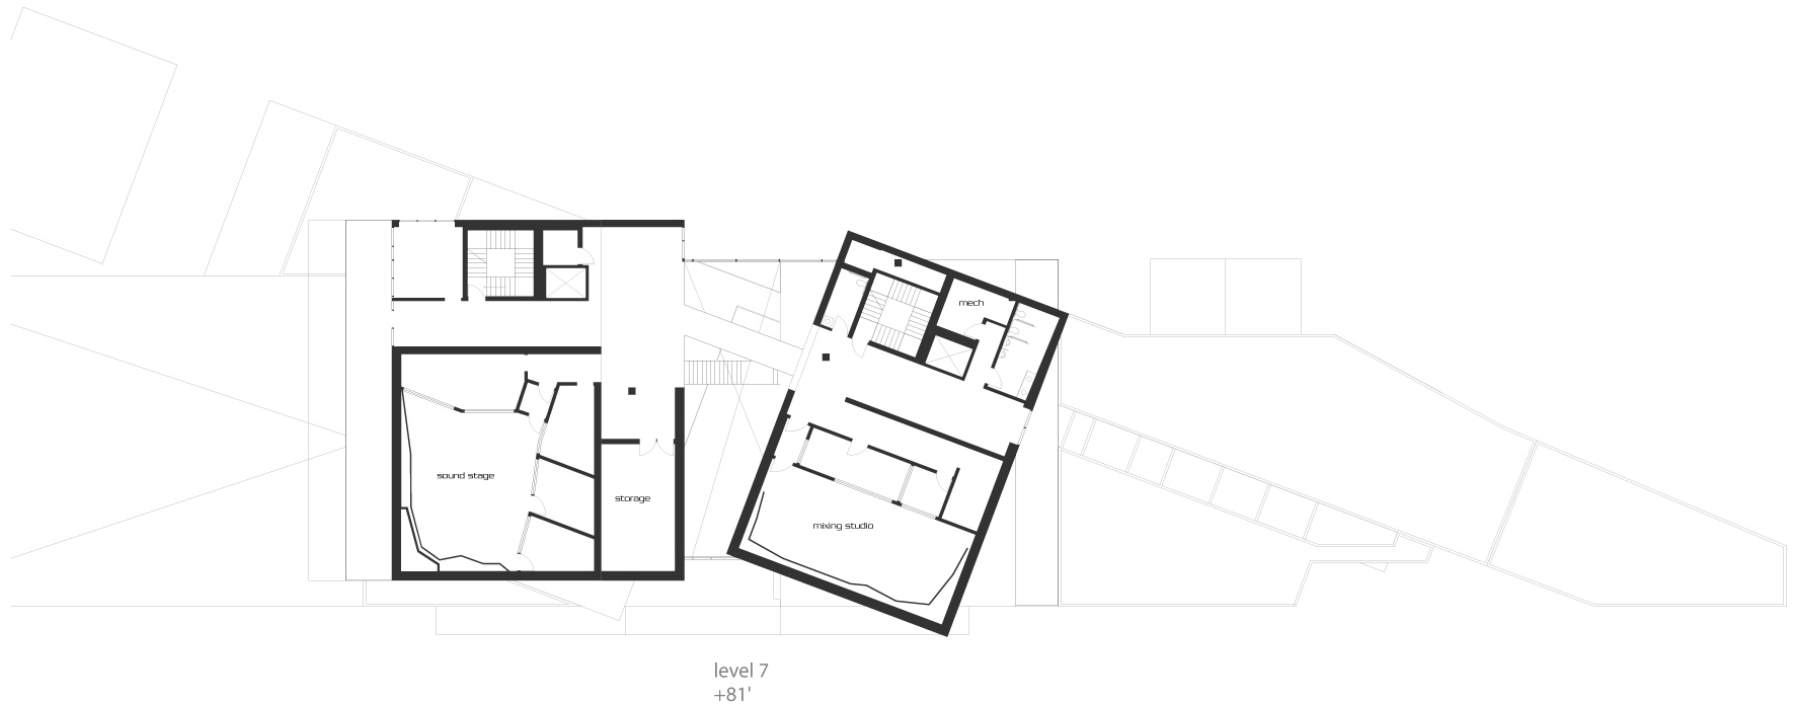 mech
sound stage
storage
mixing studio
level 7
+81'